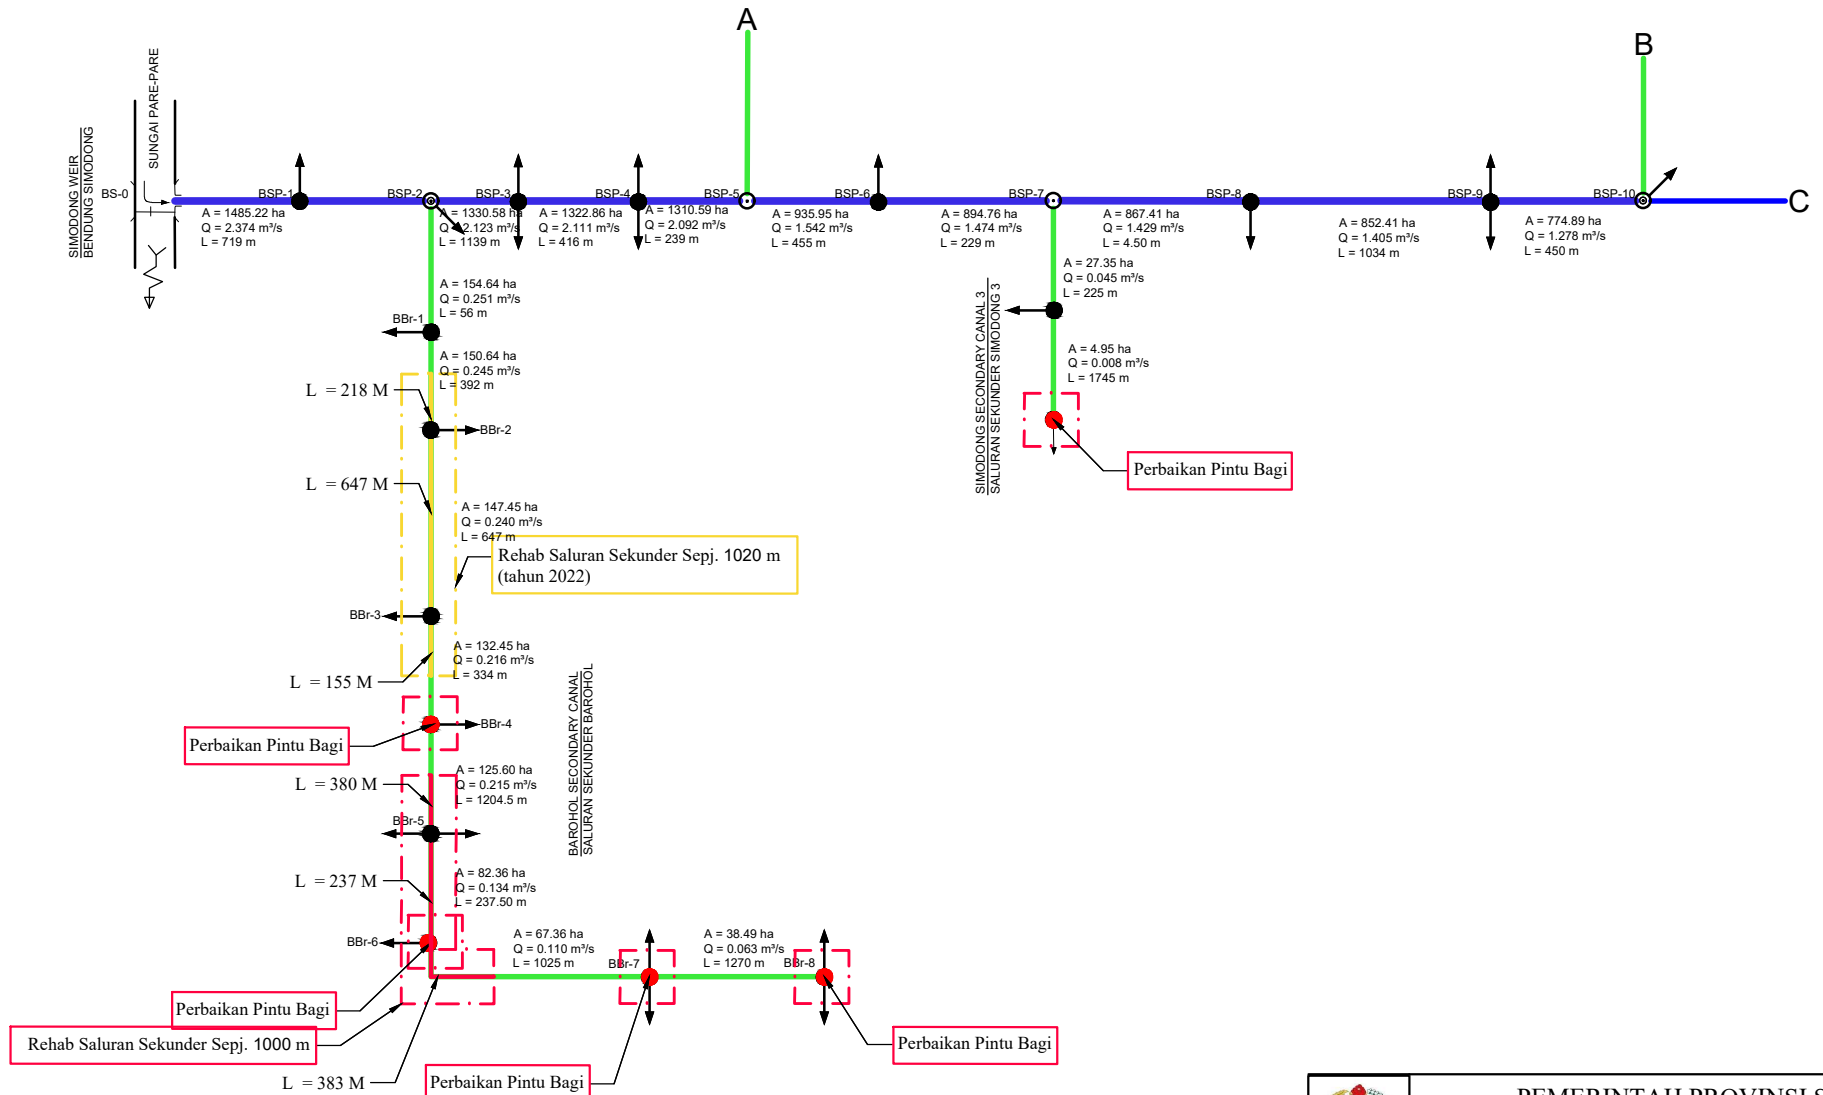 A
B
C
SIMODONG WEIR
BENDUNG SIMODONG
SUNGAI PARE-PARE
BS-0
BSP-1
BSP-2
BSP-3
BSP-4
BSP-5
BSP-6
BSP-7
BSP-8
BSP-9
BSP-10
A = 1485.22 ha
Q = 2.374 m³/s
L = 719 m
A = 1330.58 ha
Q = 2.123 m³/s
L = 1139 m
A = 1322.86 ha
Q = 2.111 m³/s
L = 416 m
A = 1310.59 ha
Q = 2.092 m³/s
L = 239 m
A = 935.95 ha
Q = 1.542 m³/s
L = 455 m
A = 894.76 ha
Q = 1.474 m³/s
L = 229 m
A = 867.41 ha
Q = 1.429 m³/s
L = 4.50 m
A = 852.41 ha
Q = 1.405 m³/s
L = 1034 m
A = 774.89 ha
Q = 1.278 m³/s
L = 450 m
A = 27.35 ha
Q = 0.045 m³/s
L = 225 m
SIMODONG SECONDARY CANAL 3
SALURAN SEKUNDER SIMODONG 3
A = 4.95 ha
Q = 0.008 m³/s
L = 1745 m
Perbaikan Pintu Bagi
A = 154.64 ha
Q = 0.251 m³/s
L = 56 m
BBr-1
A = 150.64 ha
Q = 0.245 m³/s
L = 392 m
L = 218 M
BBr-2
L = 647 M
A = 147.45 ha
Q = 0.240 m³/s
L = 647 m
Rehab Saluran Sekunder Sepj. 1020 m
(tahun 2022)
BBr-3
A = 132.45 ha
Q = 0.216 m³/s
L = 334 m
L = 155 M
BAROHOL SECONDARY CANAL
SALURAN SEKUNDER BAROHOL
BBr-4
Perbaikan Pintu Bagi
A = 125.60 ha
Q = 0.215 m³/s
L = 1204.5 m
L = 380 M
BBr-5
L = 237 M
A = 82.36 ha
Q = 0.134 m³/s
L = 237.50 m
BBr-6
A = 67.36 ha
Q = 0.110 m³/s
L = 1025 m
BBr-7
A = 38.49 ha
Q = 0.063 m³/s
L = 1270 m
BBr-8
Perbaikan Pintu Bagi
Rehab Saluran Sekunder Sepj. 1000 m
L = 383 M
Perbaikan Pintu Bagi
Perbaikan Pintu Bagi
PEMERINTAH PROVINSI S